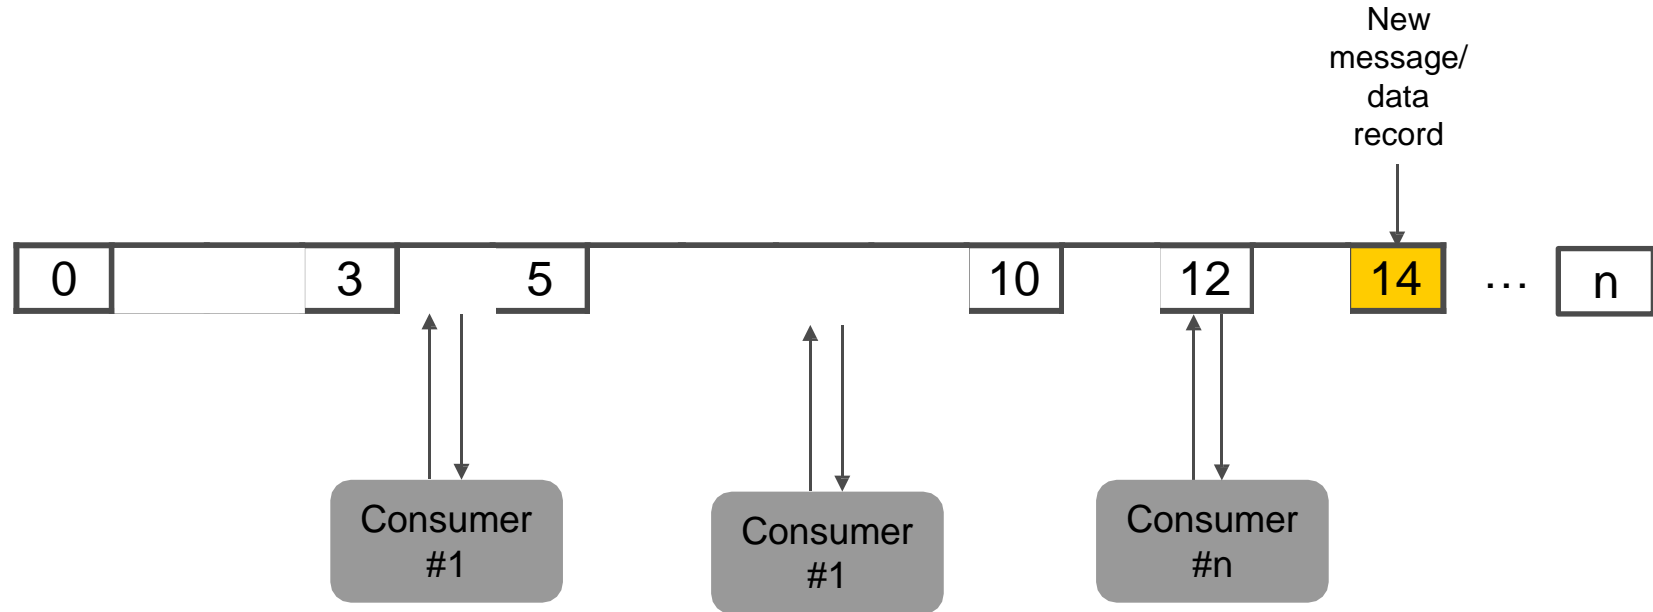 New
message/
data
record
0 3 5 10 12 14 ... n
Consumer
#1
Consumer
#1
Consumer
#n